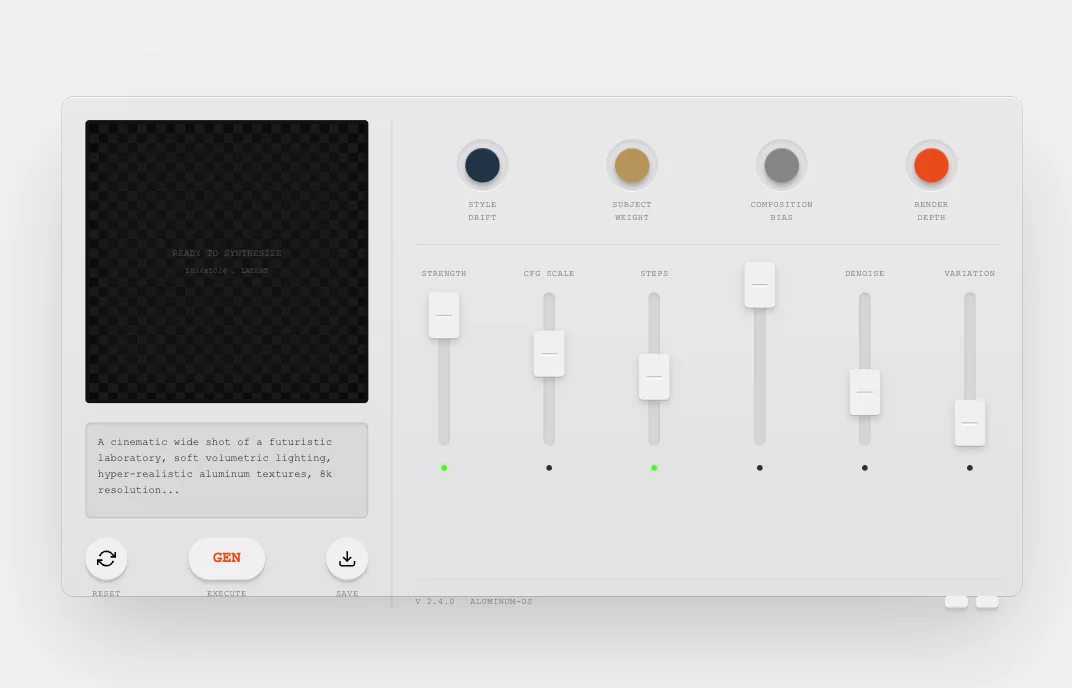 READY TO SYNTHESIZE
1024x1024 . LATENT
A cinematic wide shot of a futuristic
laboratory, soft volumetric lighting,
hyper-realistic aluminum textures, 8k
resolution...
RESET
GEN
EXECUTE
SAVE
STYLE
DRIFT
SUBJECT
WEIGHT
COMPOSITION
BIAS
RENDER
DEPTH
STRENGTH
CFG SCALE
STEPS
DENOISE
VARIATION
V 2.4.0 ALUMINUM-OS